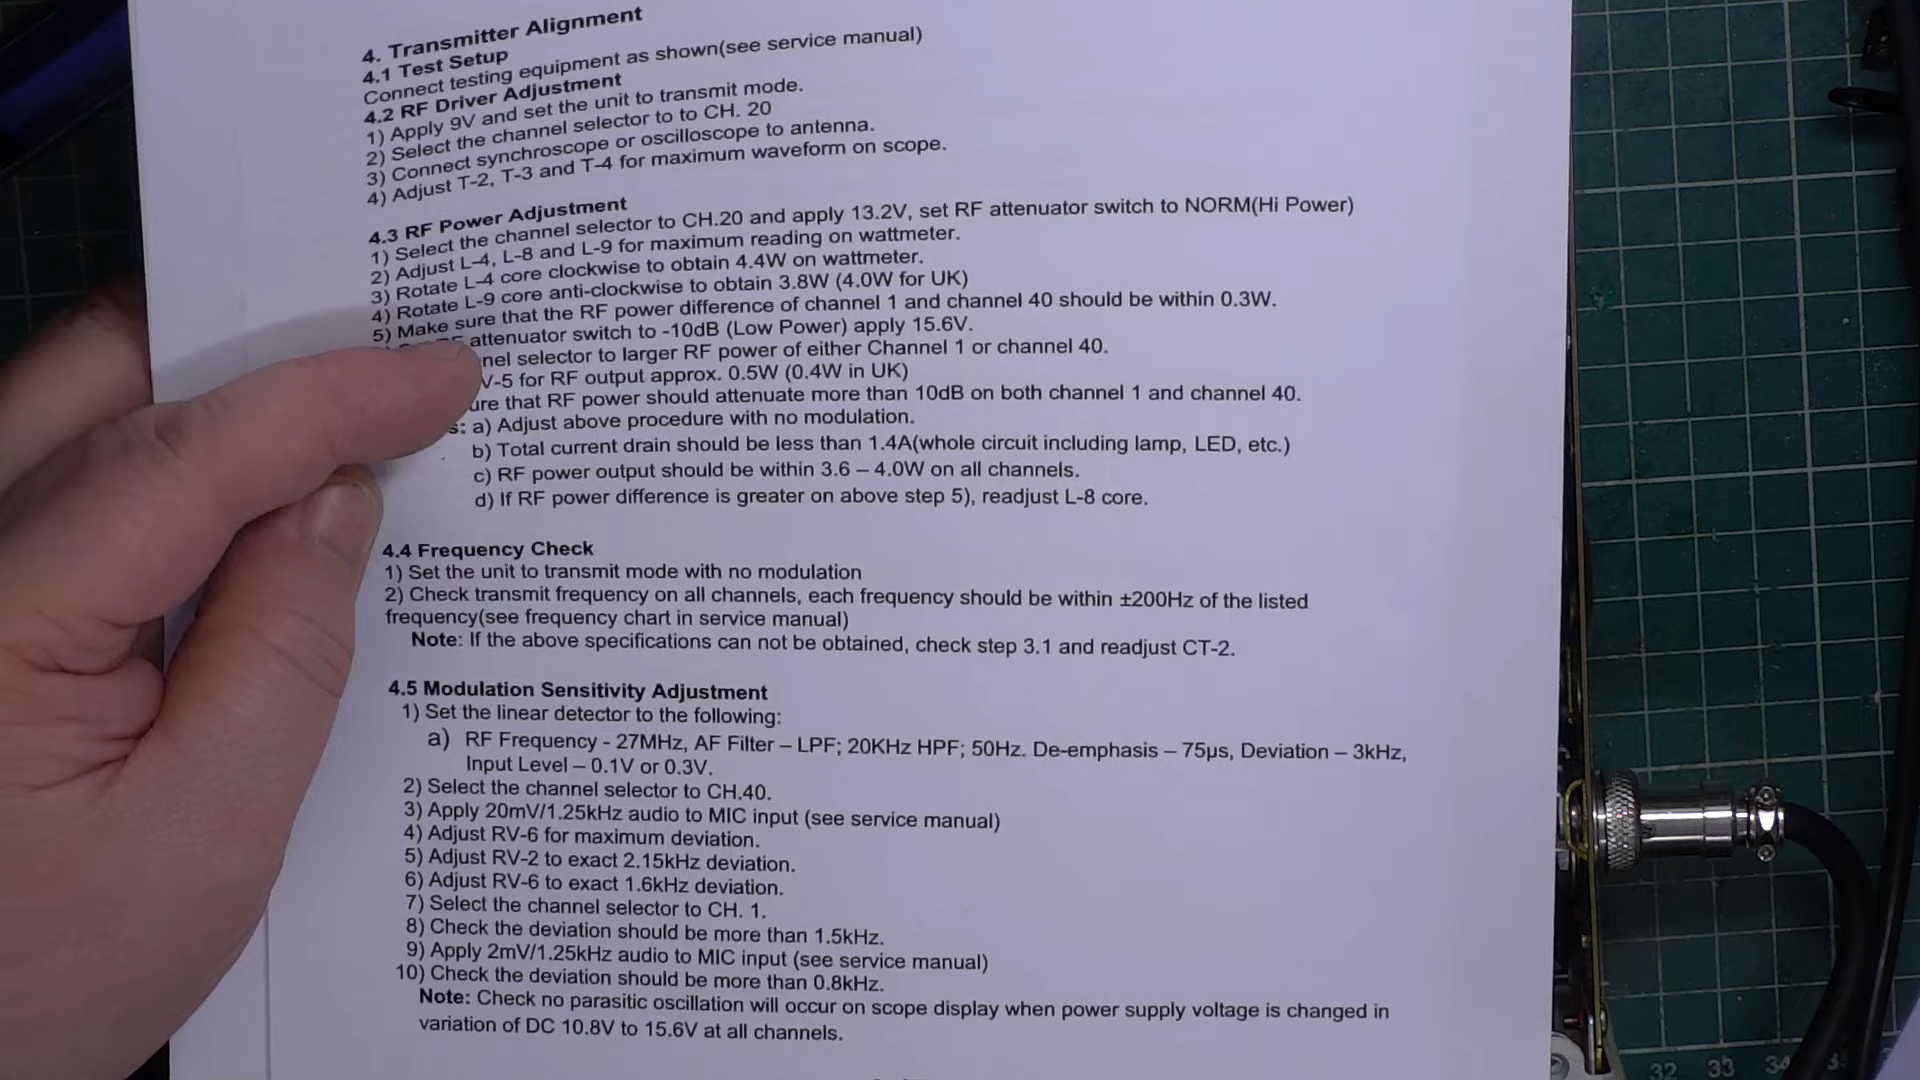 4. Transmitter Alignment
4.1 Test Setup
Connect testing equipment as shown(see service manual)
4.2 RF Driver Adjustment
1) Apply 9V and set the unit to transmit mode.
2) Select the channel selector to to CH. 20
3) Connect synchroscope or oscilloscope to antenna.
4) Adjust T-2, T-3 and T-4 for maximum waveform on scope.
4.3 RF Power Adjustment
1) Select the channel selector to CH.20 and apply 13.2V, set RF attenuator switch to NORM(Hi Power)
2) Adjust L-4, L-8 and L-9 for maximum reading on wattmeter.
3) Rotate L-4 core clockwise to obtain 4.4W on wattmeter.
4) Rotate L-9 core anti-clockwise to obtain 3.8W (4.0W for UK)
5) Make sure that the RF power difference of channel 1 and channel 40 should be within 0.3W.
RF attenuator switch to -10dB (Low Power) apply 15.6V.
nel selector to larger RF power of either Channel 1 or channel 40.
V-5 for RF output approx. 0.5W (0.4W in UK)
ure that RF power should attenuate more than 10dB on both channel 1 and channel 40.
s: a) Adjust above procedure with no modulation.
b) Total current drain should be less than 1.4A(whole circuit including lamp, LED, etc.)
c) RF power output should be within 3.6 – 4.0W on all channels.
d) If RF power difference is greater on above step 5), readjust L-8 core.
4.4 Frequency Check
1) Set the unit to transmit mode with no modulation
2) Check transmit frequency on all channels, each frequency should be within ±200Hz of the listed
frequency(see frequency chart in service manual)
Note: If the above specifications can not be obtained, check step 3.1 and readjust CT-2.
4.5 Modulation Sensitivity Adjustment
1) Set the linear detector to the following:
a) RF Frequency - 27MHz, AF Filter – LPF; 20KHz HPF; 50Hz. De-emphasis – 75µs, Deviation – 3kHz,
Input Level – 0.1V or 0.3V.
2) Select the channel selector to CH.40.
3) Apply 20mV/1.25kHz audio to MIC input (see service manual)
4) Adjust RV-6 for maximum deviation.
5) Adjust RV-2 to exact 2.15kHz deviation.
6) Adjust RV-6 to exact 1.6kHz deviation.
7) Select the channel selector to CH. 1.
8) Check the deviation should be more than 1.5kHz.
9) Apply 2mV/1.25kHz audio to MIC input (see service manual)
10) Check the deviation should be more than 0.8kHz.
Note: Check no parasitic oscillation will occur on scope display when power supply voltage is changed in
variation of DC 10.8V to 15.6V at all channels.
32 33 34